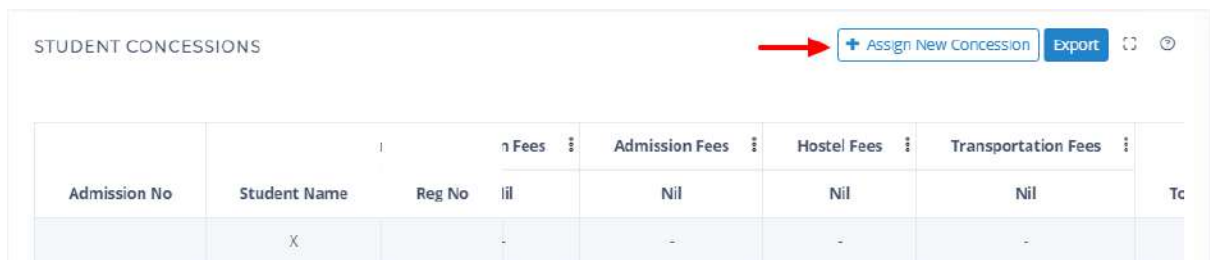 STUDENT CONCESSIONS
+ Assign New Concession Export
Fees Admission Fees Hostel Fees Transportation Fees
Admission No Student Name Reg No Nil Nil Nil
X - - - -